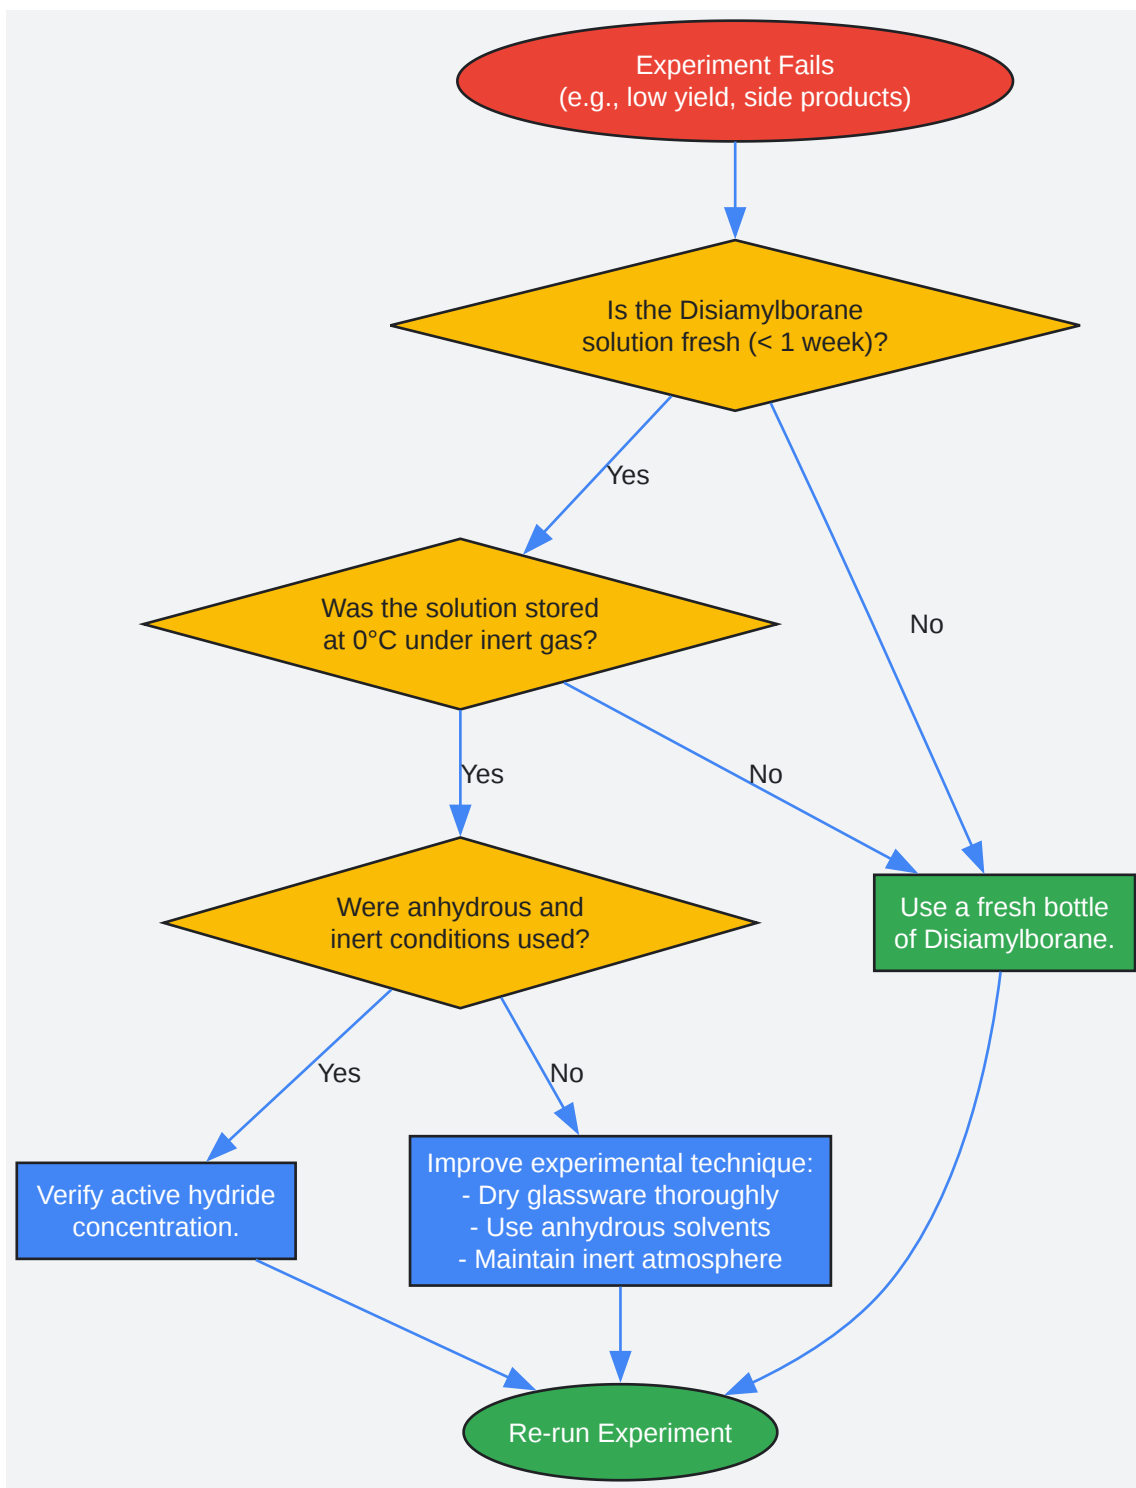 Experiment Fails
(e.g., low yield, side products)
Is the Disiamylborane
solution fresh (< 1 week)?
Yes
No
Was the solution stored
at 0°C under inert gas?
Yes
No
Were anhydrous and
inert conditions used?
Use a fresh bottle
of Disiamylborane.
Yes
No
Verify active hydride
concentration.
Improve experimental technique:
- Dry glassware thoroughly
- Use anhydrous solvents
- Maintain inert atmosphere
Re-run Experiment